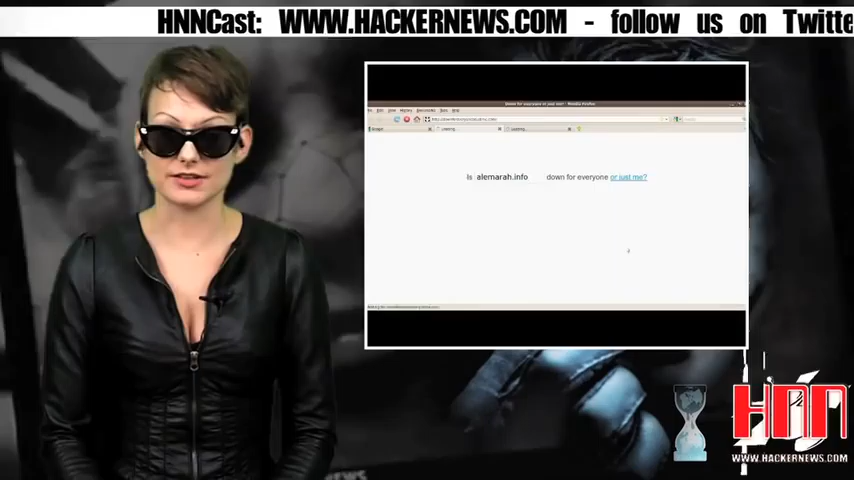 HNNCast: WWW.HACKERNEWS.COM - follow us on Twitte
Is alemarah.info down for everyone or just me?
HNN
WWW.HACKERNEWS.COM